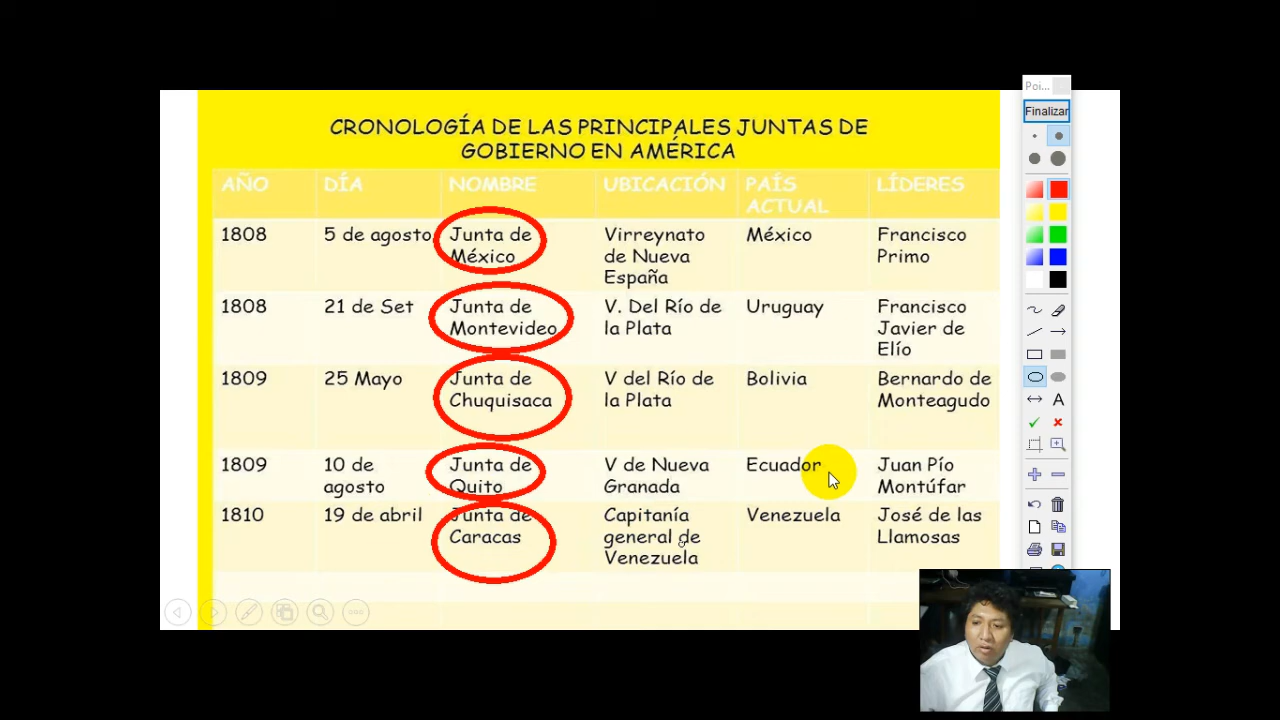 CRONOLOGÍA DE LAS PRINCIPALES JUNTAS DE
GOBIERNO EN AMÉRICA
AÑO DÍA NOMBRE UBICACIÓN PAÍS ACTUAL LÍDERES
1808 5 de agosto Junta de México Virreynato de Nueva España México Francisco Primo
1808 21 de Set Junta de Montevideo V. Del Río de la Plata Uruguay Francisco Javier de Elío
1809 25 Mayo Junta de Chuquisaca V del Río de la Plata Bolivia Bernardo de Monteagudo
1809 10 de agosto Junta de Quito V de Nueva Granada Ecuador Juan Pío Montúfar
1810 19 de abril Junta de Caracas Capitanía general de Venezuela Venezuela José de las Llamosas
Poi...
Finalizar
A